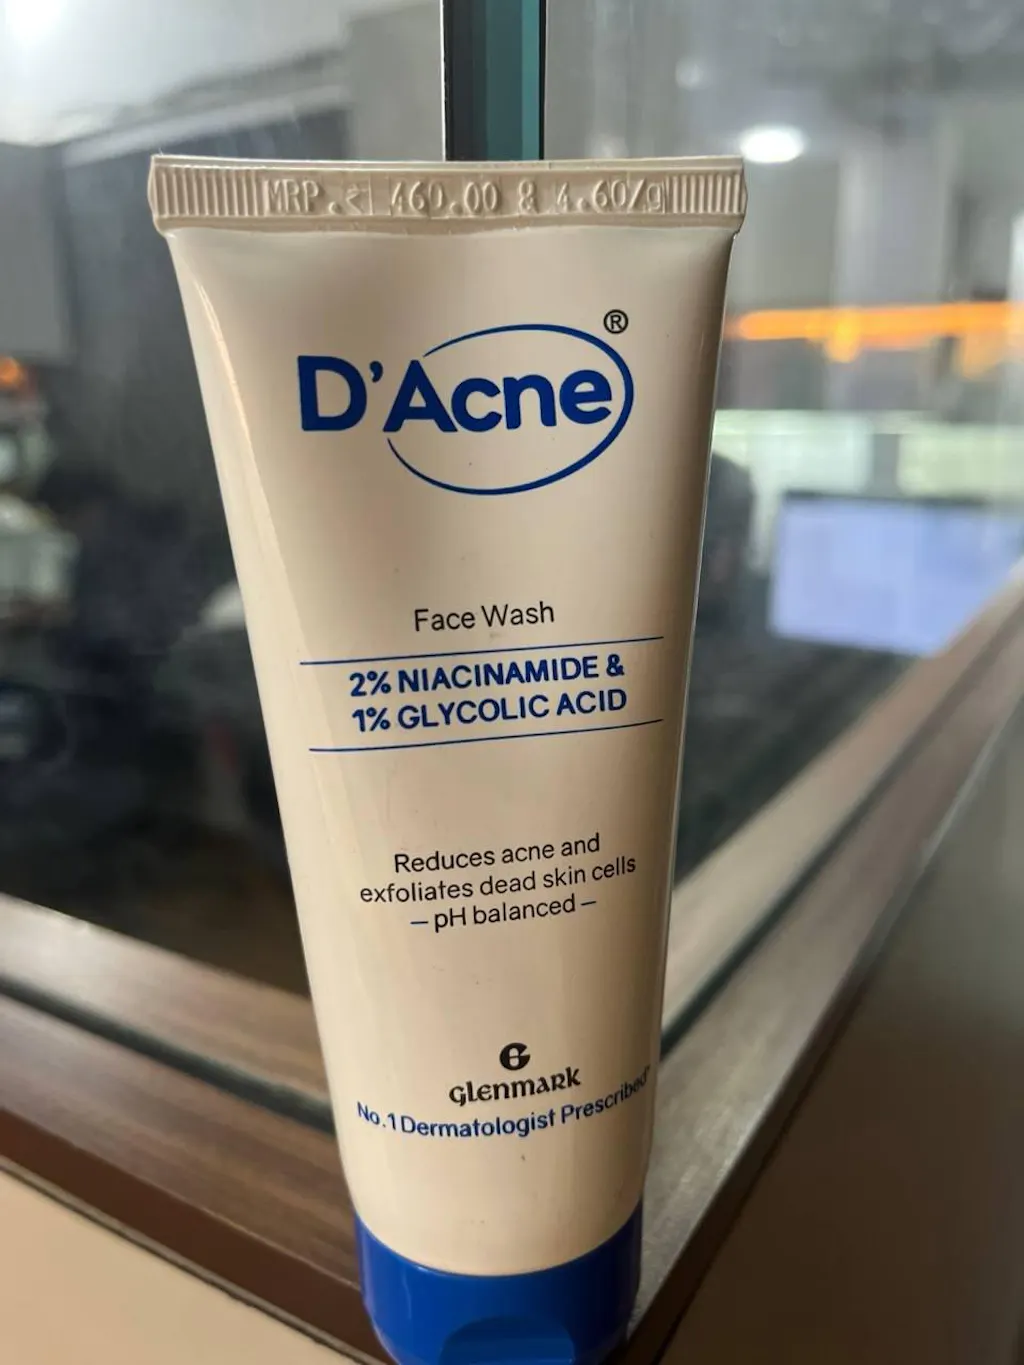 MRP.₹ 460.00 & 4.60/g
D'Acne®
Face Wash
2% NIACINAMIDE &
1% GLYCOLIC ACID
Reduces acne and
exfoliates dead skin cells
– pH balanced –
G
glenmark
No.1 Dermatologist Prescribed*